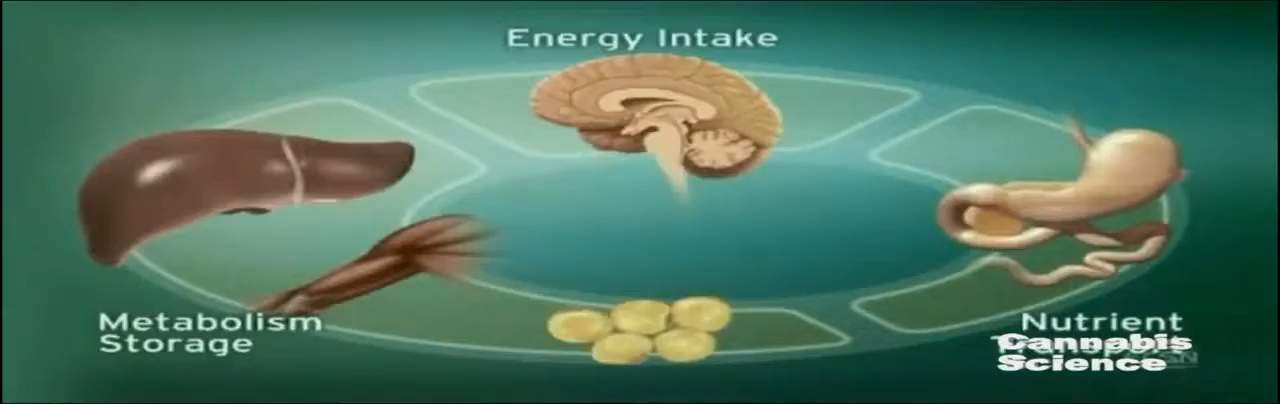 Energy Intake
Metabolism
Storage
Nutrient
Cannabis
Science